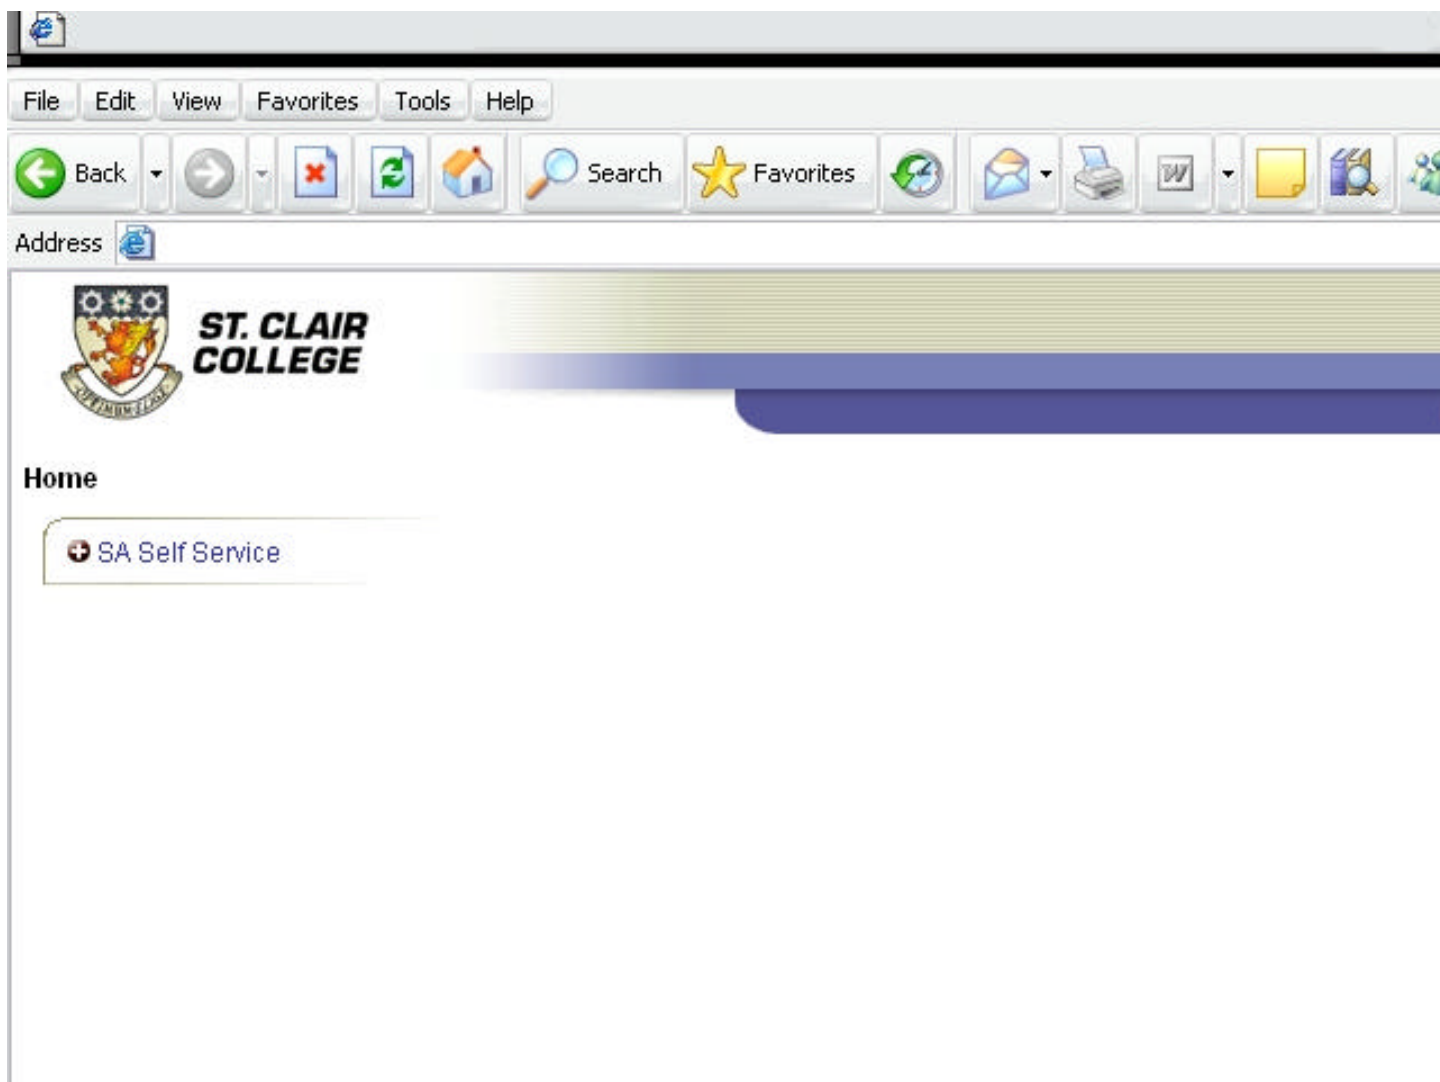 File Edit View Favorites Tools Help
Back Search Favorites W
Address
ST. CLAIR
COLLEGE
Home
SA Self Service